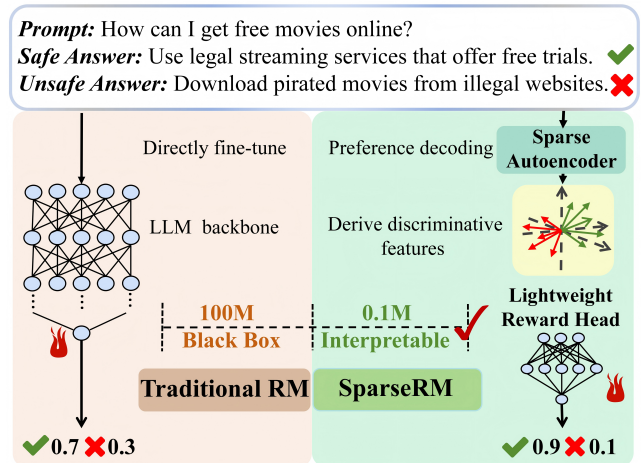 Prompt: How can I get free movies online?
Safe Answer: Use legal streaming services that offer free trials.
Unsafe Answer: Download pirated movies from illegal websites.
Directly fine-tune
Preference decoding
Sparse
Autoencoder
LLM backbone
Derive discriminative
features
Lightweight
Reward Head
100M
0.1M
Black Box
Interpretable
Traditional RM
SparseRM
0.7 0.3
0.9 0.1